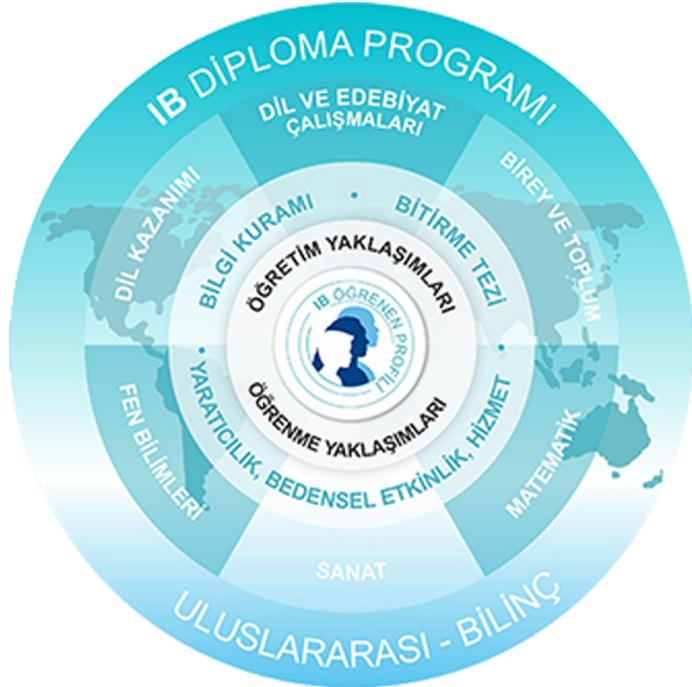 IB DİPLOMA PROGRAMI
DİL VE EDEBİYAT
ÇALIŞMALARI
DİL KAZANIMI
BİREY VE TOPLUM
BİLGİ KURAMI
BİTİRME TEZİ
ÖĞRETİM YAKLAŞIMLARI
IB ÖĞRENEN PROFİLİ
ÖĞRENME YAKLAŞIMLARI
YARATICILIK, BEDENSEL ETKİNLİK, HİZMET
FEN BİLİMLERİ
MATEMATİK
SANAT
ULUSLARARASI - BİLİNÇ